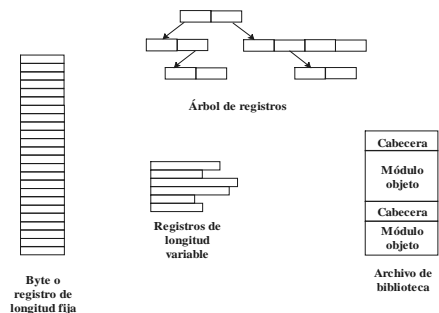 Árbol de registros
Cabecera
Módulo
objeto
Cabecera
Módulo
objeto
Registros de
longitud
variable
Archivo de
biblioteca
Byte o
registro de
longitud fija